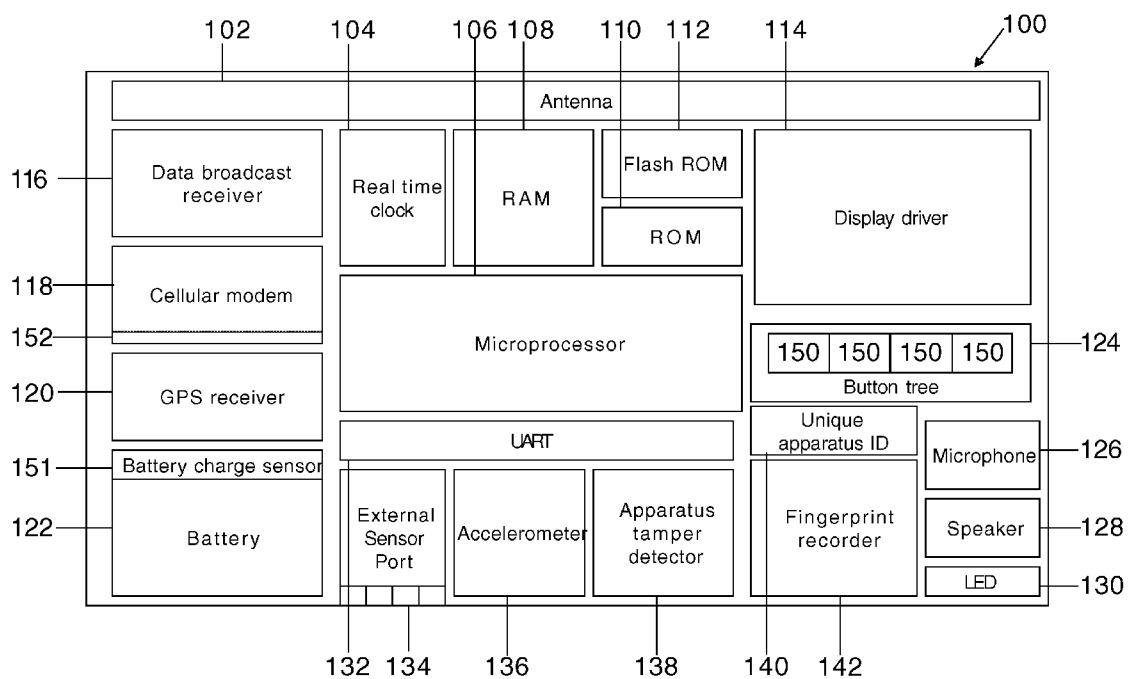 102 104 106 108 110 112 114 100
Antenna
116
Data broadcast
receiver
Real time
clock
RAM
Flash ROM
ROM
Display driver
118
Cellular modem
152
Microprocessor
150 150 150 150
Button tree
124
120
GPS receiver
UART
Unique
apparatus ID
Microphone
126
151
Battery charge sensor
122
Battery
External
Sensor
Port
Accelerometer
Apparatus
tamper
detector
Fingerprint
recorder
Speaker
128
LED
130
132 134 136 138 140 142